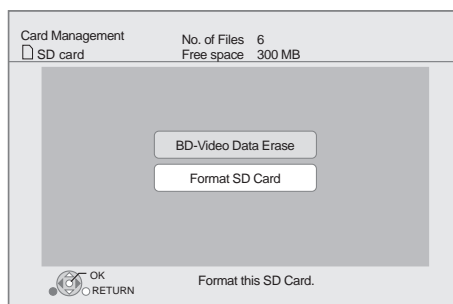 Card Management
SD card
No. of Files 6
Free space 300 MB
BD-Video Data Erase
Format SD Card
OK
RETURN
Format this SD Card.